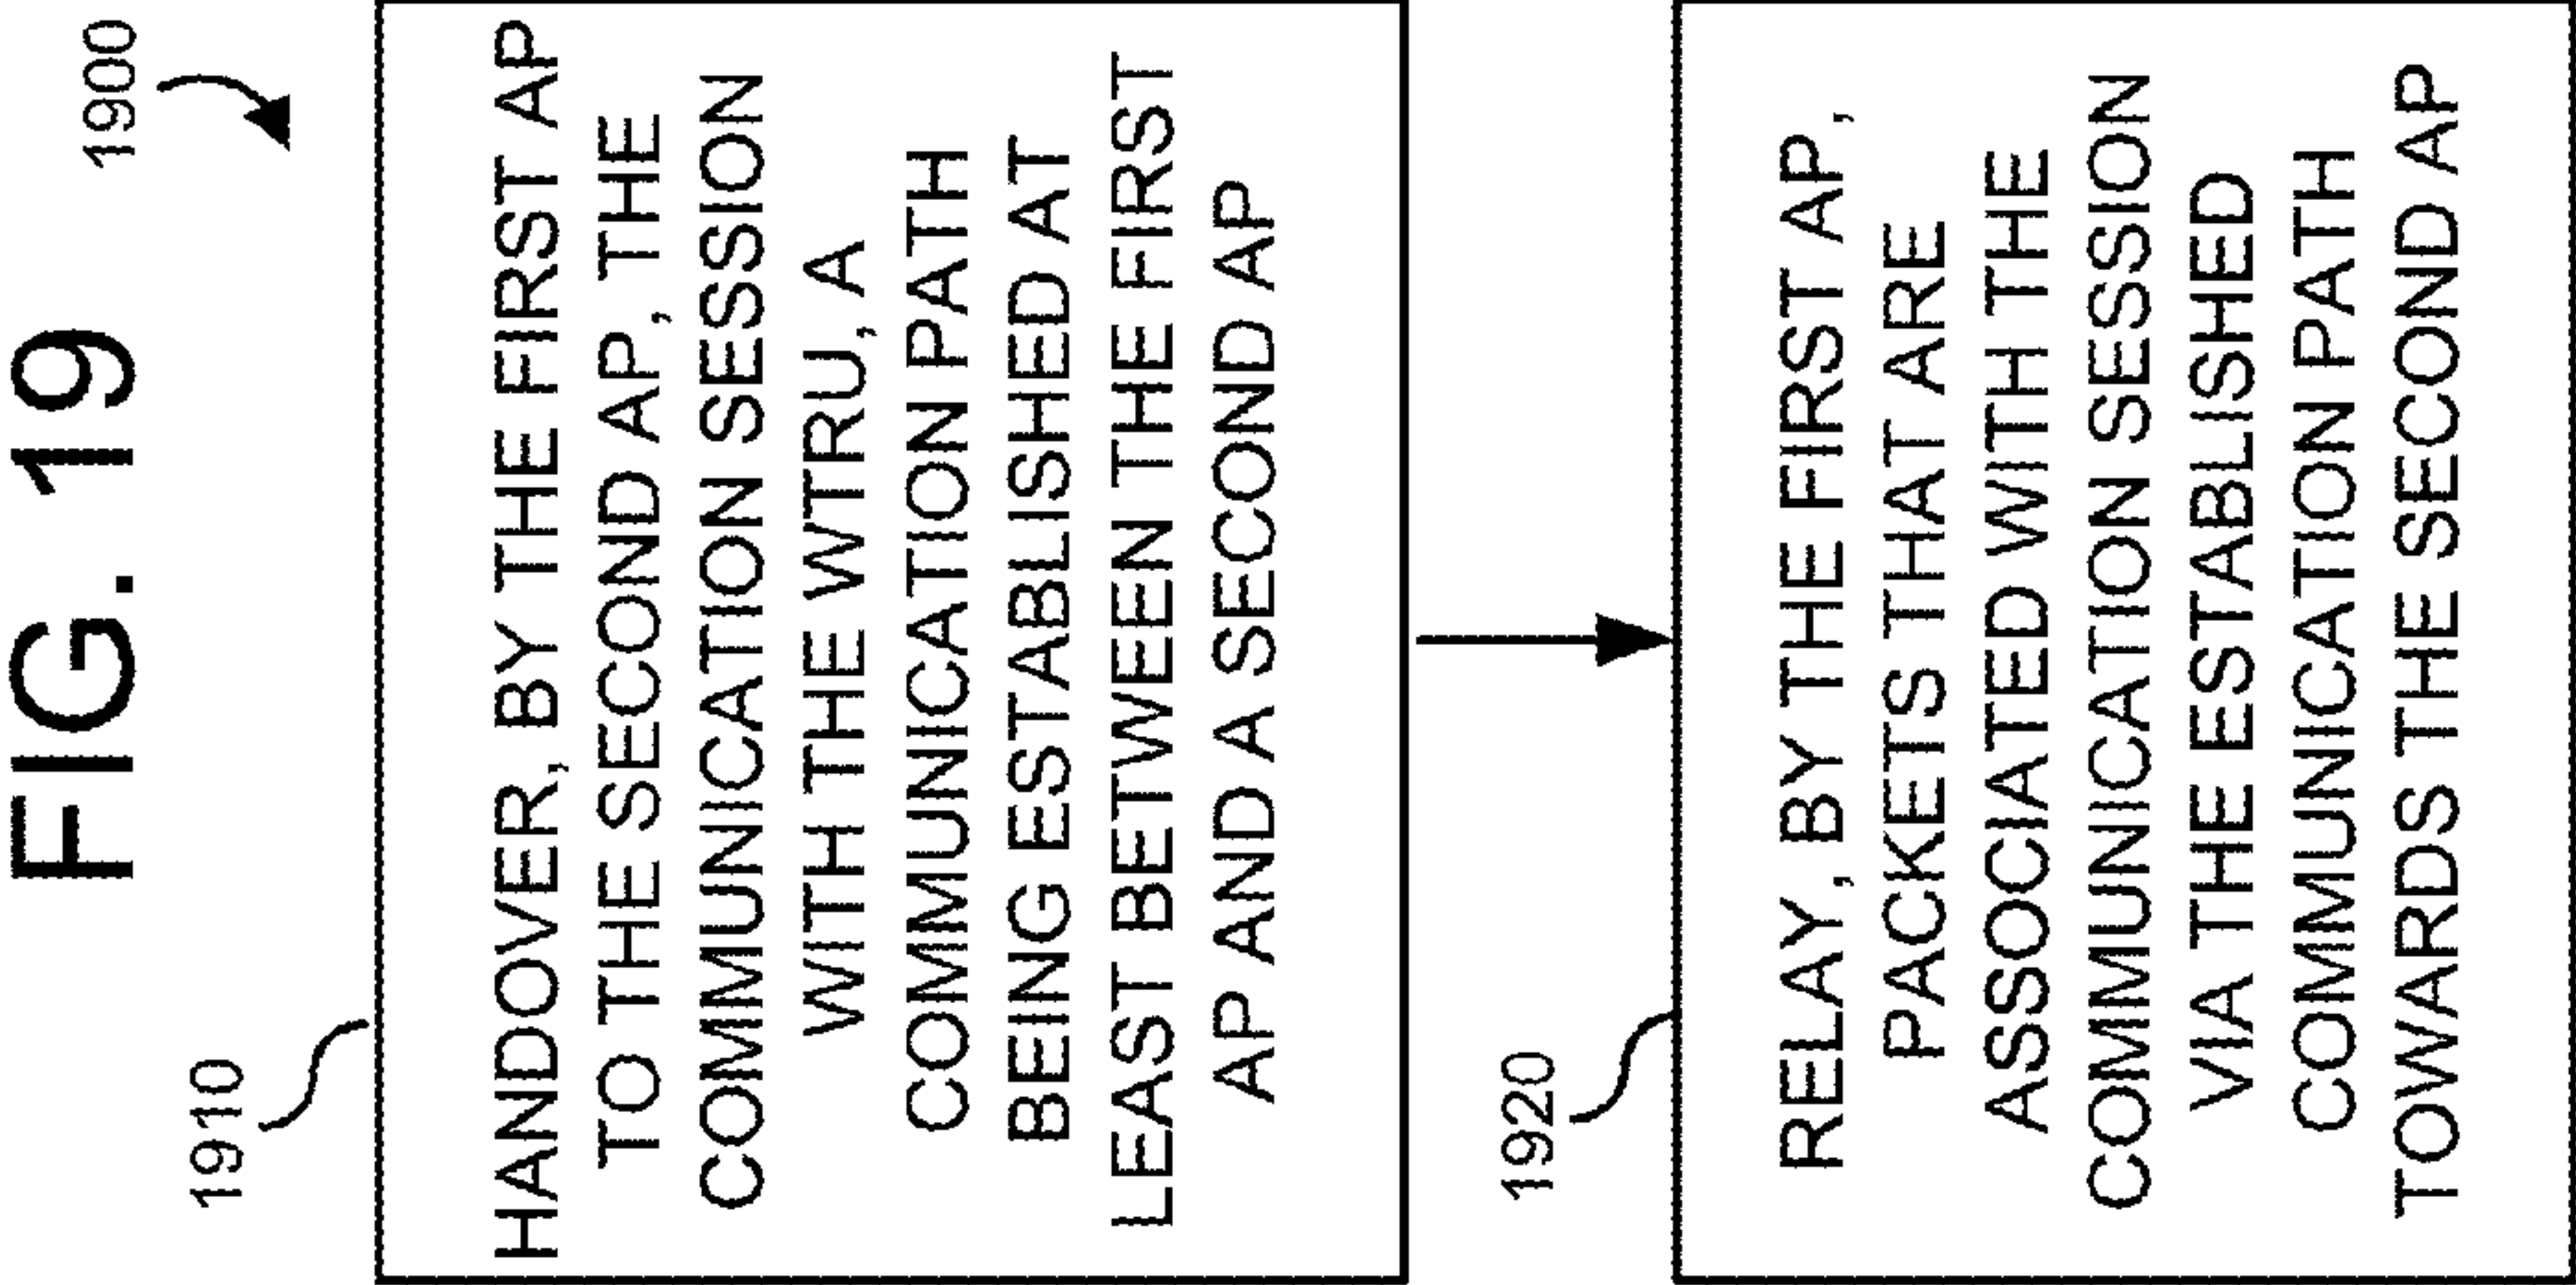 FIG. 19
1900
1910
HANDOVER, BY THE FIRST AP
TO THE SECOND AP, THE
COMMUNICATION SESSION
WITH THE WTRU, A
COMMUNICATION PATH
BEING ESTABLISHED AT
LEAST BETWEEN THE FIRST
AP AND A SECOND AP
1920
RELAY, BY THE FIRST AP,
PACKETS THAT ARE
ASSOCIATED WITH THE
COMMUNICATION SESSION
VIA THE ESTABLISHED
COMMUNICATION PATH
TOWARDS THE SECOND AP